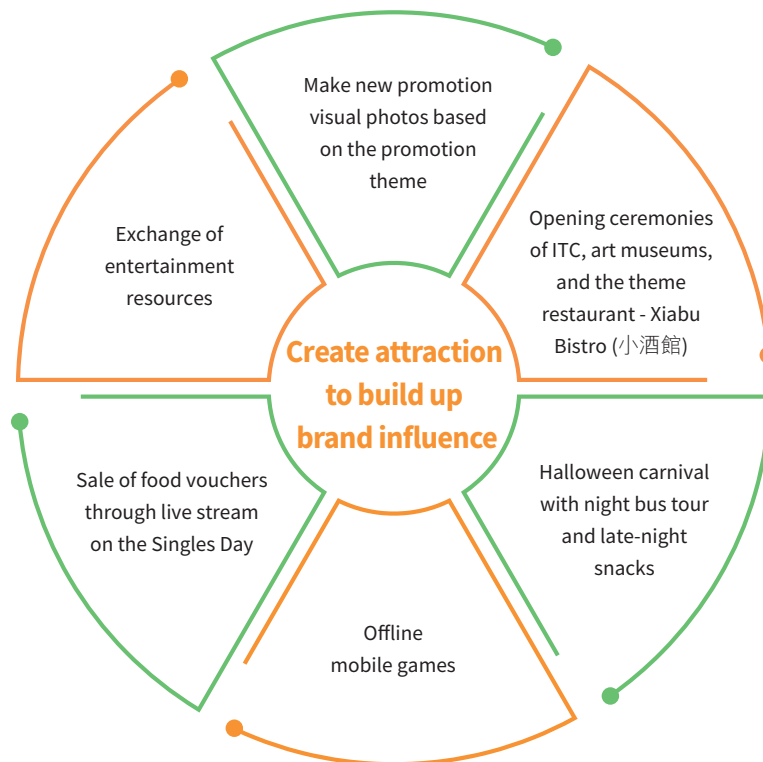 Make new promotion
visual photos based
on the promotion
theme
Opening ceremonies
of ITC, art museums,
and the theme
restaurant - Xiabu
Bistro (小酒館)
Halloween carnival
with night bus tour
and late-night
snacks
Offline
mobile games
Sale of food vouchers
through live stream
on the Singles Day
Exchange of
entertainment
resources
Create attraction
to build up
brand influence